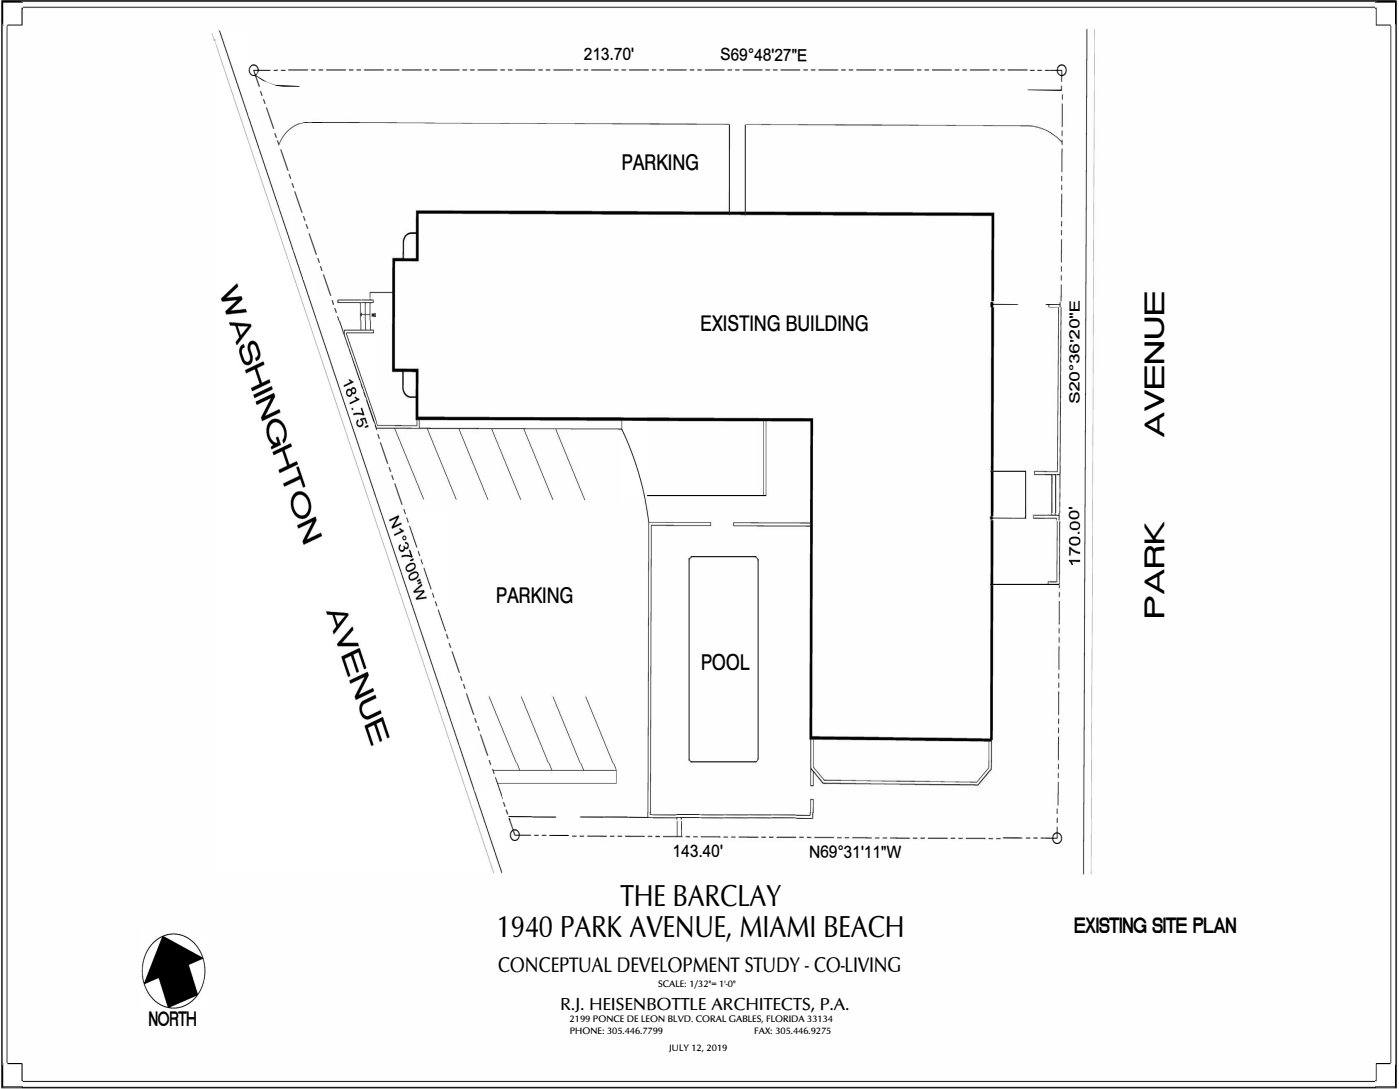 213.70' S69°48'27"E
PARKING
EXISTING BUILDING
WASHINGHTON AVENUE
181.75'
N1°37'00"W
S20°36'20"E
170.00'
PARK AVENUE
PARKING
POOL
143.40' N69°31'11"W
THE BARCLAY
1940 PARK AVENUE, MIAMI BEACH
EXISTING SITE PLAN
CONCEPTUAL DEVELOPMENT STUDY - CO-LIVING
SCALE: 1/32"= 1'-0"
R.J. HEISENBOTTLE ARCHITECTS, P.A.
2199 PONCE DE LEON BLVD. CORAL GABLES, FLORIDA 33134
PHONE: 305.446.7799 FAX: 305.446.9275
JULY 12, 2019
NORTH